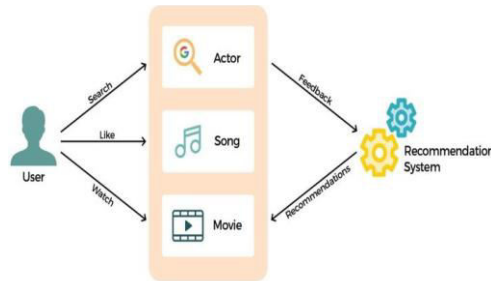 Actor
Search
Feedback
Like
Song
User
Recommendation
System
Watch
Recommendations
Movie